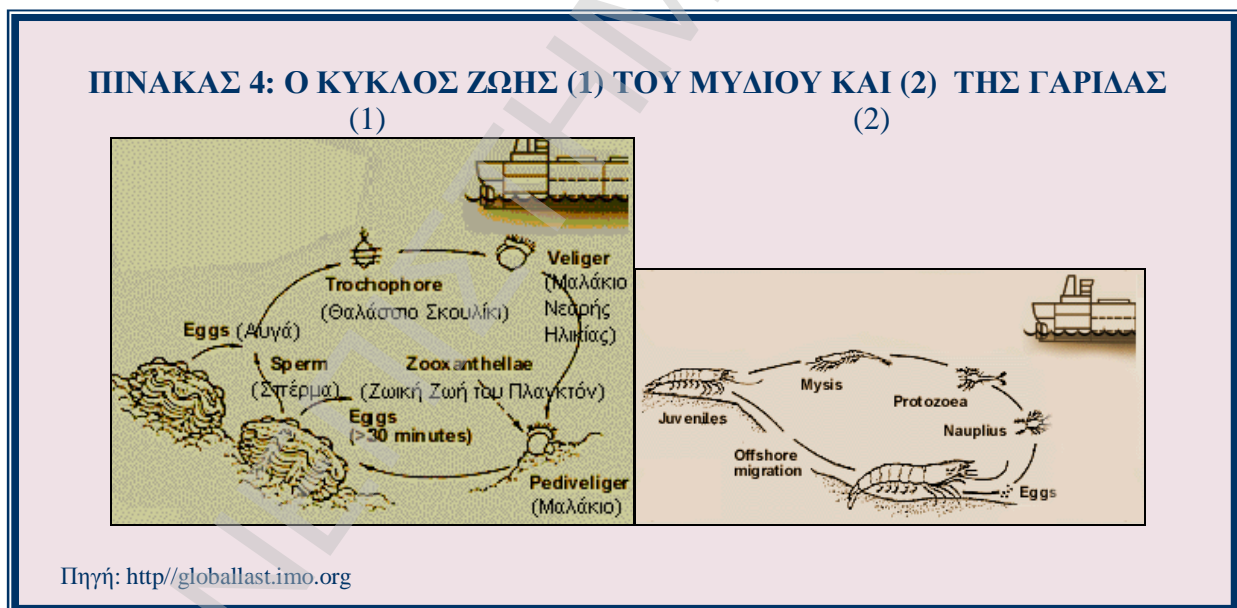 ΠΙΝΑΚΑΣ 4: Ο ΚΥΚΛΟΣ ΖΩΗΣ (1) ΤΟΥ ΜΥΔΙΟΥ ΚΑΙ (2) ΤΗΣ ΓΑΡΙΔΑΣ
(1) (2)
Trochophore
(Θαλάσσιο Σκουλίκι)
Veliger
(Μαλάκιο
Νεαρής
Ηλικίας)
Eggs (Αυγά)
Sperm
(Σπέρμα)
Zooxanthellae
(Ζωική Ζωή του Πλαγκτόν)
Eggs
(>30 minutes)
Pediveliger
(Μαλάκιο)
Mysis
Protozoea
Juveniles
Nauplius
Offshore
migration
Eggs
Πηγή: http//globallast.imo.org